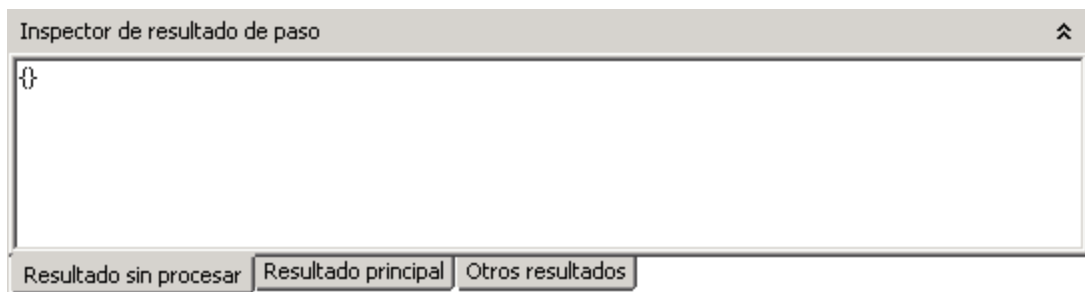 Inspector de resultado de paso
{}
Resultado sin procesar Resultado principal Otros resultados